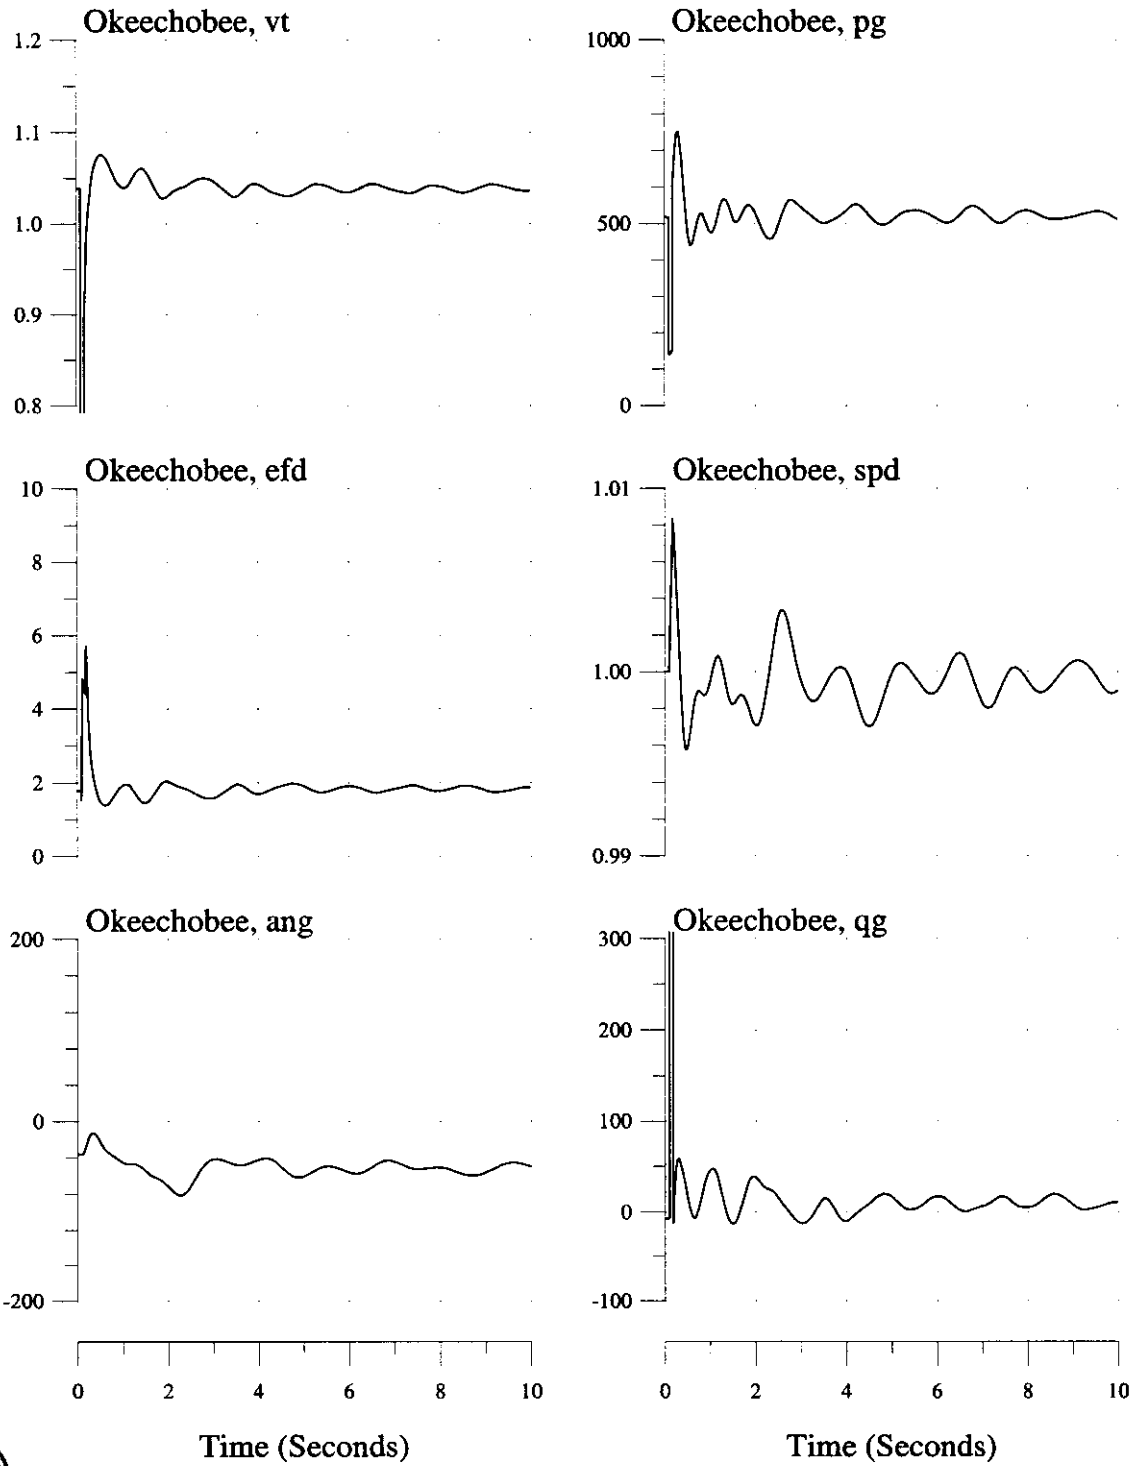 Okeechobee, vt
1.2
1.1
1.0
0.9
0.8
Okeechobee, pg
1000
500
0
Okeechobee, efd
10
8
6
4
2
0
Okeechobee, spd
1.01
1.00
0.99
Okeechobee, ang
200
0
-200
Okeechobee, qg
300
200
100
0
-100
0 2 4 6 8 10
Time (Seconds)
0 2 4 6 8 10
Time (Seconds)